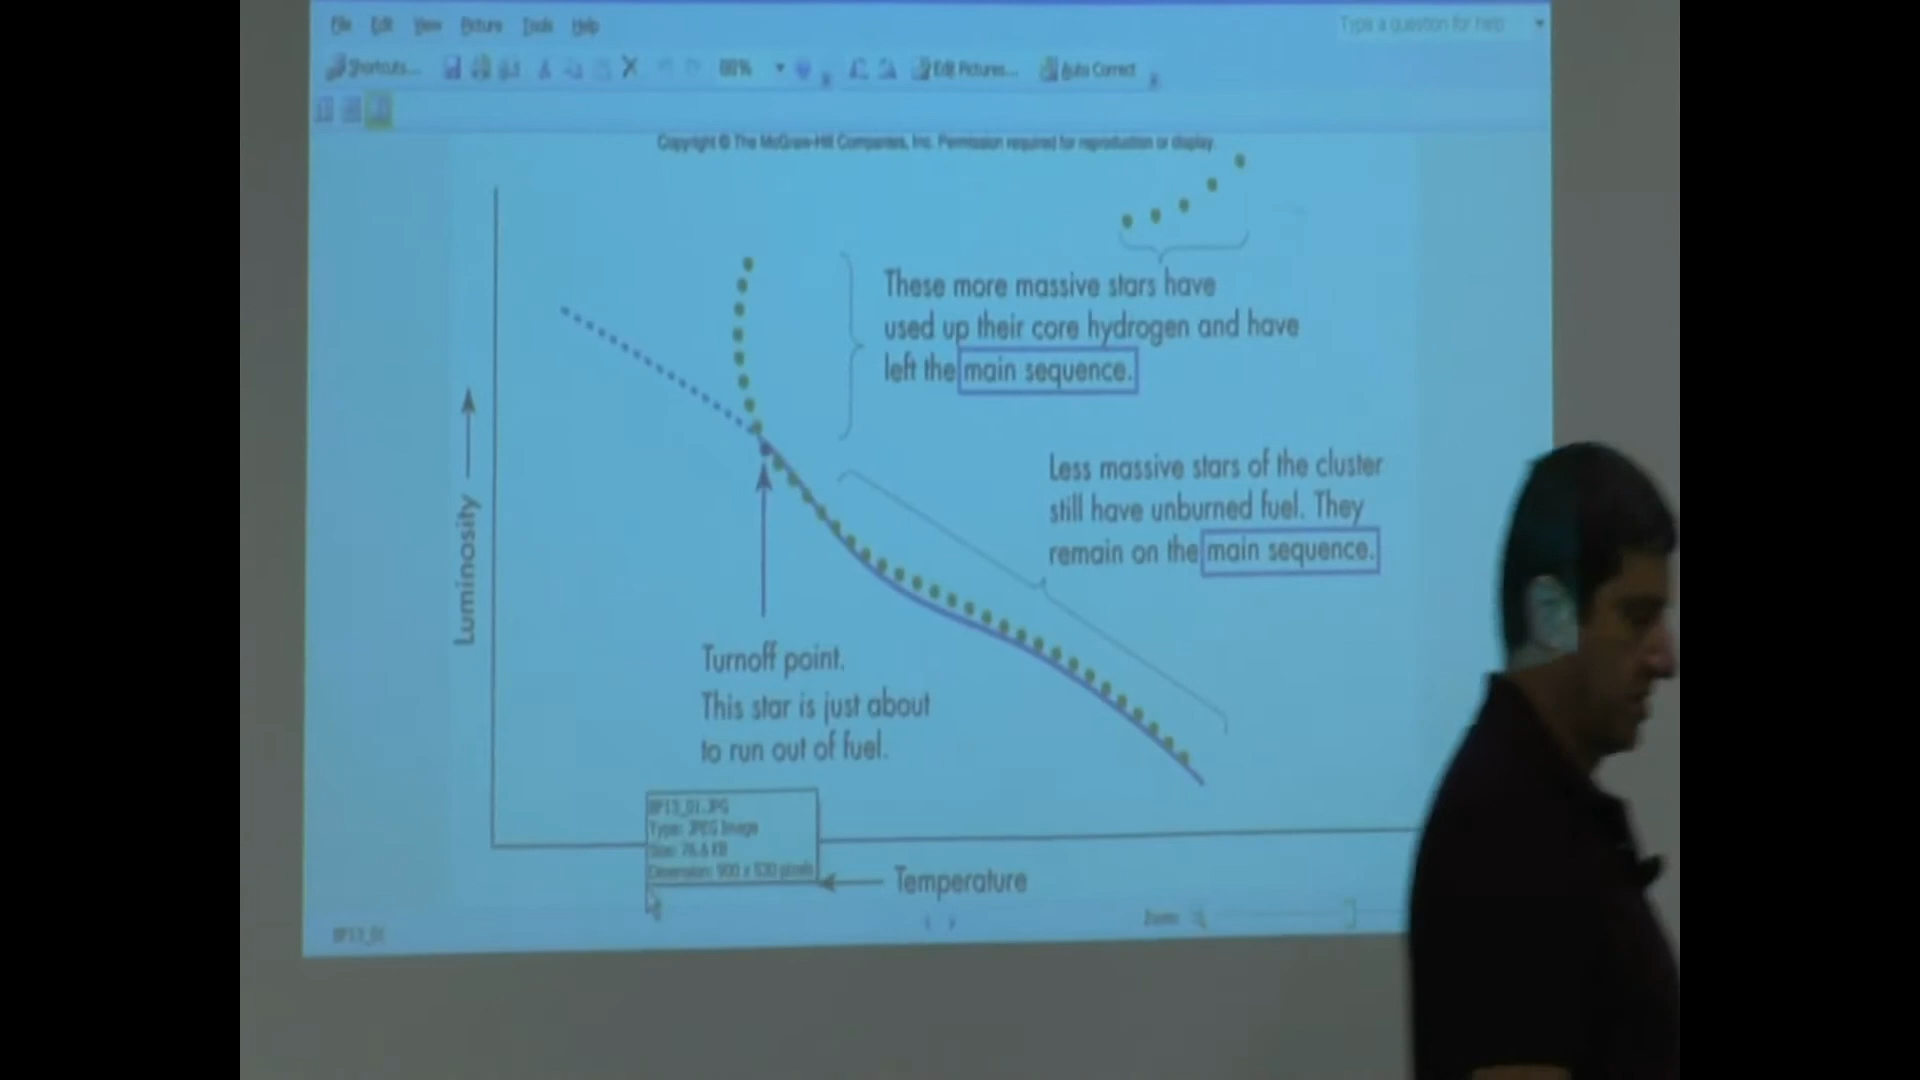 File Edit View Picture Tools Help
Type a question for help
Shortcuts... Edit Pictures... Auto Correct
Copyright © The McGraw-Hill Companies, Inc. Permission required for reproduction or display.
These more massive stars have
used up their core hydrogen and have
left the main sequence.
Less massive stars of the cluster
still have unburned fuel. They
remain on the main sequence.
Luminosity
Turnoff point.
This star is just about
to run out of fuel.
Type: JPEG Image
Size: 76.6 KB
Dimension: 900 x 530 pixels
Temperature
Zoom: